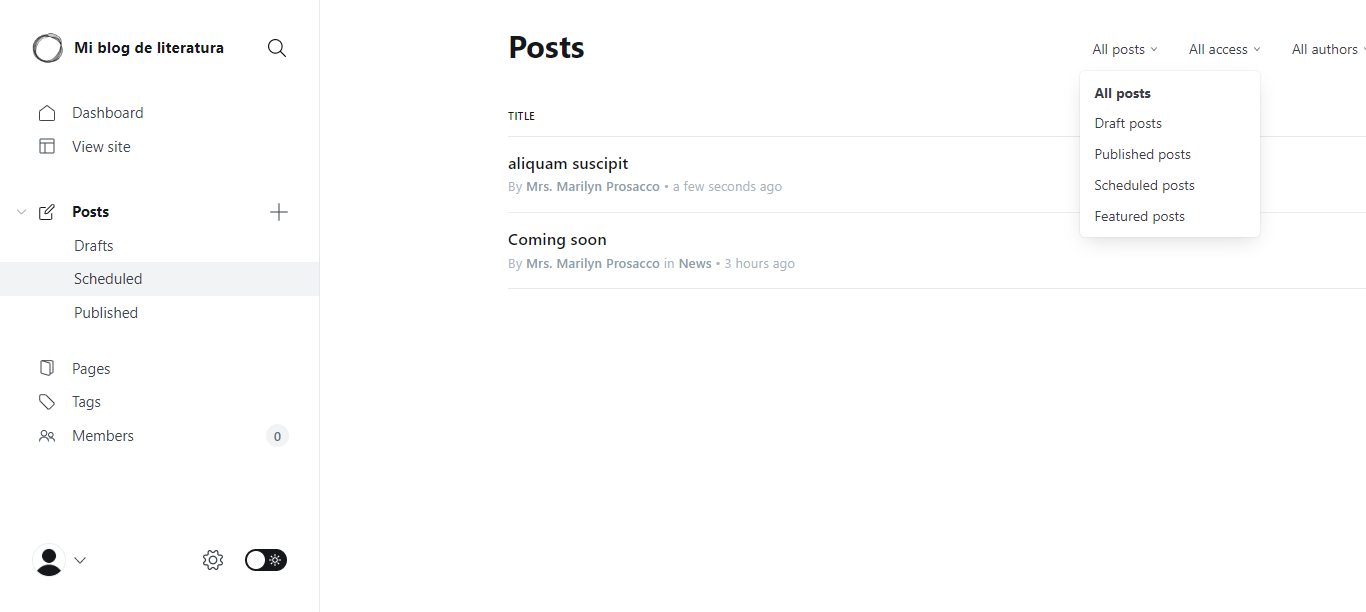 Mi blog de literatura
Dashboard
View site
Posts
Drafts
Scheduled
Published
Pages
Tags
Members
0
Posts
All posts
All access
All authors
All posts
Draft posts
Published posts
Scheduled posts
Featured posts
TITLE
aliquam suscipit
By Mrs. Marilyn Prosacco • a few seconds ago
Coming soon
By Mrs. Marilyn Prosacco in News • 3 hours ago